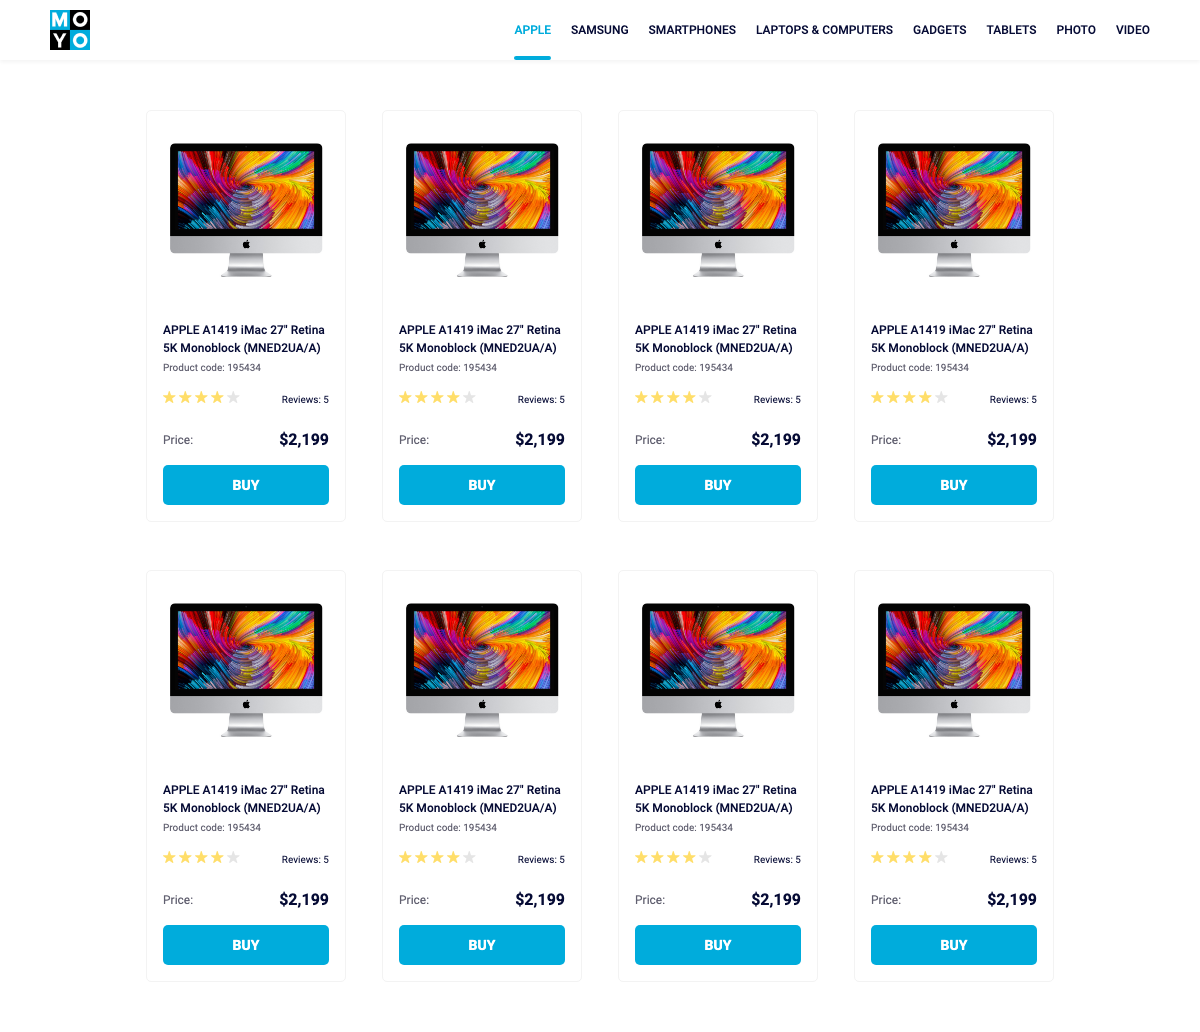 MO
YO
APPLE SAMSUNG SMARTPHONES LAPTOPS & COMPUTERS GADGETS TABLETS PHOTO VIDEO
APPLE A1419 iMac 27" Retina
5K Monoblock (MNED2UA/A)
Product code: 195434
Reviews: 5
Price: $2,199
BUY
APPLE A1419 iMac 27" Retina
5K Monoblock (MNED2UA/A)
Product code: 195434
Reviews: 5
Price: $2,199
BUY
APPLE A1419 iMac 27" Retina
5K Monoblock (MNED2UA/A)
Product code: 195434
Reviews: 5
Price: $2,199
BUY
APPLE A1419 iMac 27" Retina
5K Monoblock (MNED2UA/A)
Product code: 195434
Reviews: 5
Price: $2,199
BUY
APPLE A1419 iMac 27" Retina
5K Monoblock (MNED2UA/A)
Product code: 195434
Reviews: 5
Price: $2,199
BUY
APPLE A1419 iMac 27" Retina
5K Monoblock (MNED2UA/A)
Product code: 195434
Reviews: 5
Price: $2,199
BUY
APPLE A1419 iMac 27" Retina
5K Monoblock (MNED2UA/A)
Product code: 195434
Reviews: 5
Price: $2,199
BUY
APPLE A1419 iMac 27" Retina
5K Monoblock (MNED2UA/A)
Product code: 195434
Reviews: 5
Price: $2,199
BUY